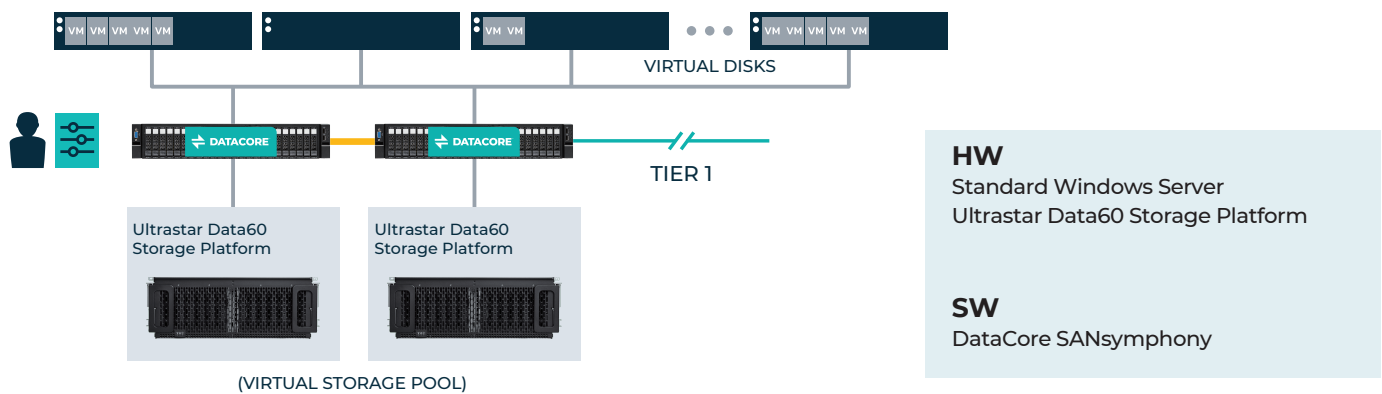 VM VM VM VM VM
VM VM
VM VM VM VM VM
VIRTUAL DISKS
DATACORE
DATACORE
TIER 1
Ultrastar Data60
Storage Platform
Ultrastar Data60
Storage Platform
(VIRTUAL STORAGE POOL)
HW
Standard Windows Server
Ultrastar Data60 Storage Platform
SW
DataCore SANsymphony